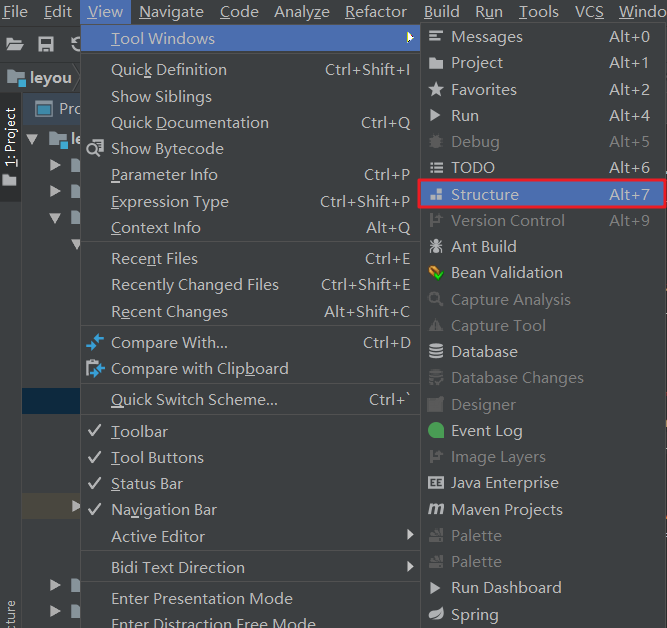 File Edit View Navigate Code Analyze Refactor Build Run Tools VCS Windo
leyou
Pro
1: Project
le
cture
Tool Windows
Quick Definition Ctrl+Shift+I
Show Siblings
Quick Documentation Ctrl+Q
Show Bytecode
Parameter Info Ctrl+P
Expression Type Ctrl+Shift+P
Context Info Alt+Q
Recent Files Ctrl+E
Recently Changed Files Ctrl+Shift+E
Recent Changes Alt+Shift+C
Compare With... Ctrl+D
Compare with Clipboard
Quick Switch Scheme... Ctrl+`
Toolbar
Tool Buttons
Status Bar
Navigation Bar
Active Editor
Bidi Text Direction
Enter Presentation Mode
Enter Distraction Free Mode
Messages Alt+0
Project Alt+1
Favorites Alt+2
Run Alt+4
Debug Alt+5
TODO Alt+6
Structure Alt+7
Version Control Alt+9
Ant Build
Bean Validation
Capture Analysis
Capture Tool
Database
Database Changes
Designer
Event Log
Image Layers
Java Enterprise
Maven Projects
Palette
Palette
Run Dashboard
Spring